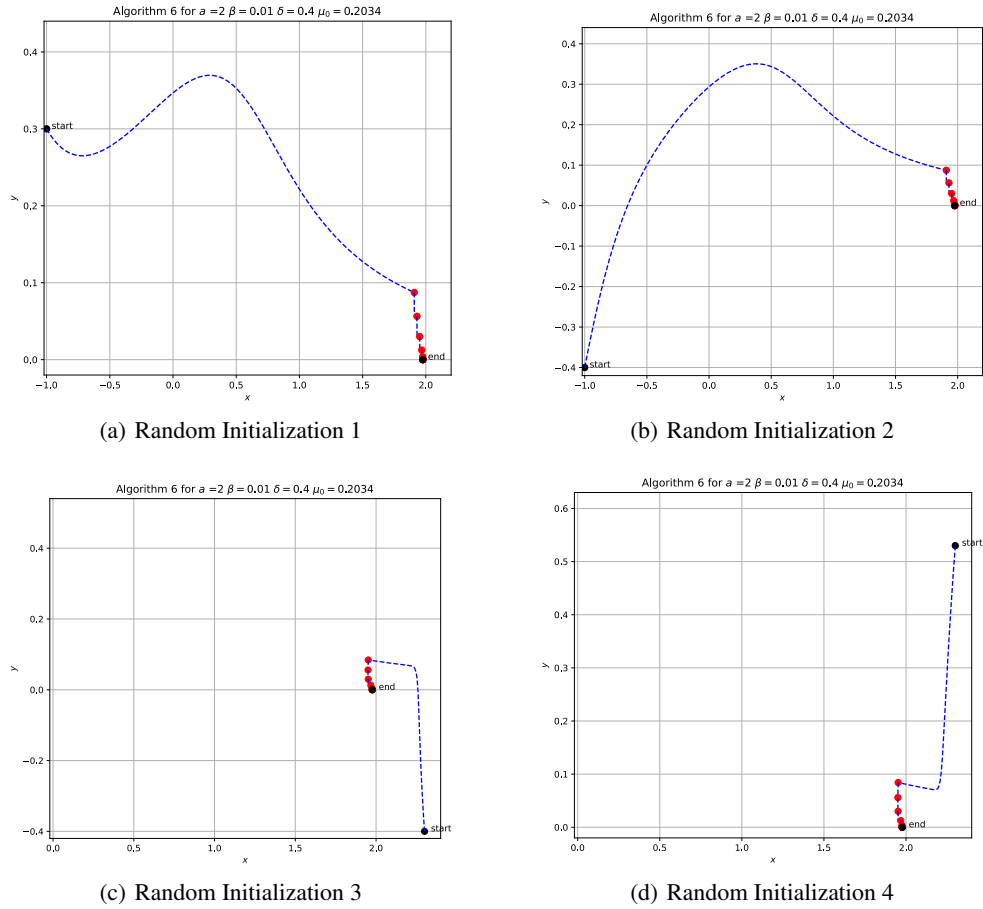 Algorithm 6 for a =2 β = 0.01 δ = 0.4 μ₀ = 0.2034
0.4
0.3
0.2
0.1
0.0
y
start
end
−1.0 −0.5 0.0 0.5 1.0 1.5 2.0
x
(a) Random Initialization 1
Algorithm 6 for a =2 β = 0.01 δ = 0.4 μ₀ = 0.2034
0.4
0.3
0.2
0.1
0.0
−0.1
−0.2
−0.3
−0.4
y
end
start
−1.0 −0.5 0.0 0.5 1.0 1.5 2.0
x
(b) Random Initialization 2
Algorithm 6 for a =2 β = 0.01 δ = 0.4 μ₀ = 0.2034
0.4
0.2
0.0
−0.2
−0.4
y
end
start
0.0 0.5 1.0 1.5 2.0
x
(c) Random Initialization 3
Algorithm 6 for a =2 β = 0.01 δ = 0.4 μ₀ = 0.2034
0.6
0.5
0.4
0.3
0.2
0.1
0.0
y
start
end
0.0 0.5 1.0 1.5 2.0
x
(d) Random Initialization 4